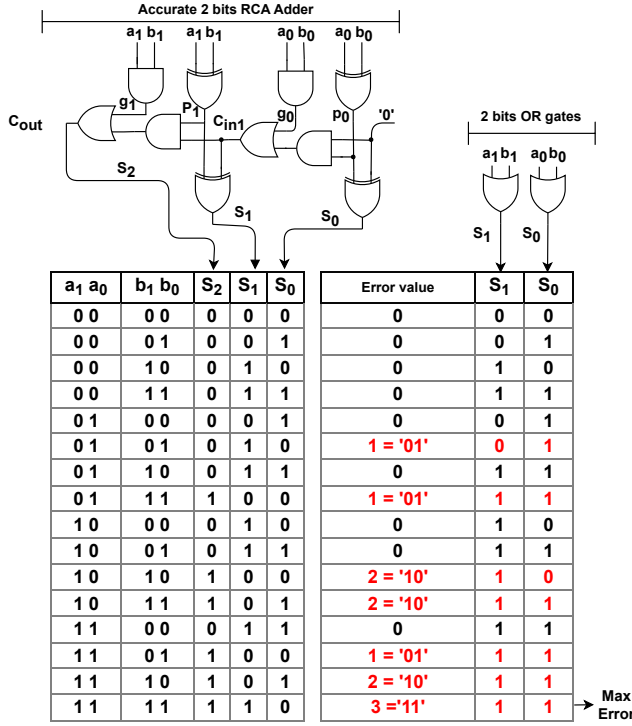 Accurate 2 bits RCA Adder
a1 b1 a1 b1 a0 b0 a0 b0
g1 P1 Cin1 g0 p0 '0'
Cout
S2
S1 S0
2 bits OR gates
a1b1 a0b0
S1 S0
a1 a0 b1 b0 S2 S1 S0 Error value S1 S0
0 0 0 0 0 0 0 0 0 0
0 0 0 1 0 0 1 0 0 1
0 0 1 0 0 1 0 0 1 0
0 0 1 1 0 1 1 0 1 1
0 1 0 0 0 0 1 0 0 1
0 1 0 1 0 1 0 1 = '01' 0 1
0 1 1 0 0 1 1 0 1 1
0 1 1 1 1 0 0 1 = '01' 1 1
1 0 0 0 0 1 0 0 1 0
1 0 0 1 0 1 1 0 1 1
1 0 1 0 1 0 0 2 = '10' 1 0
1 0 1 1 1 0 1 2 = '10' 1 1
1 1 0 0 0 1 1 0 1 1
1 1 0 1 1 0 0 1 = '01' 1 1
1 1 1 0 1 0 1 2 = '10' 1 1
1 1 1 1 1 1 0 3 ='11' 1 1
Max
Error